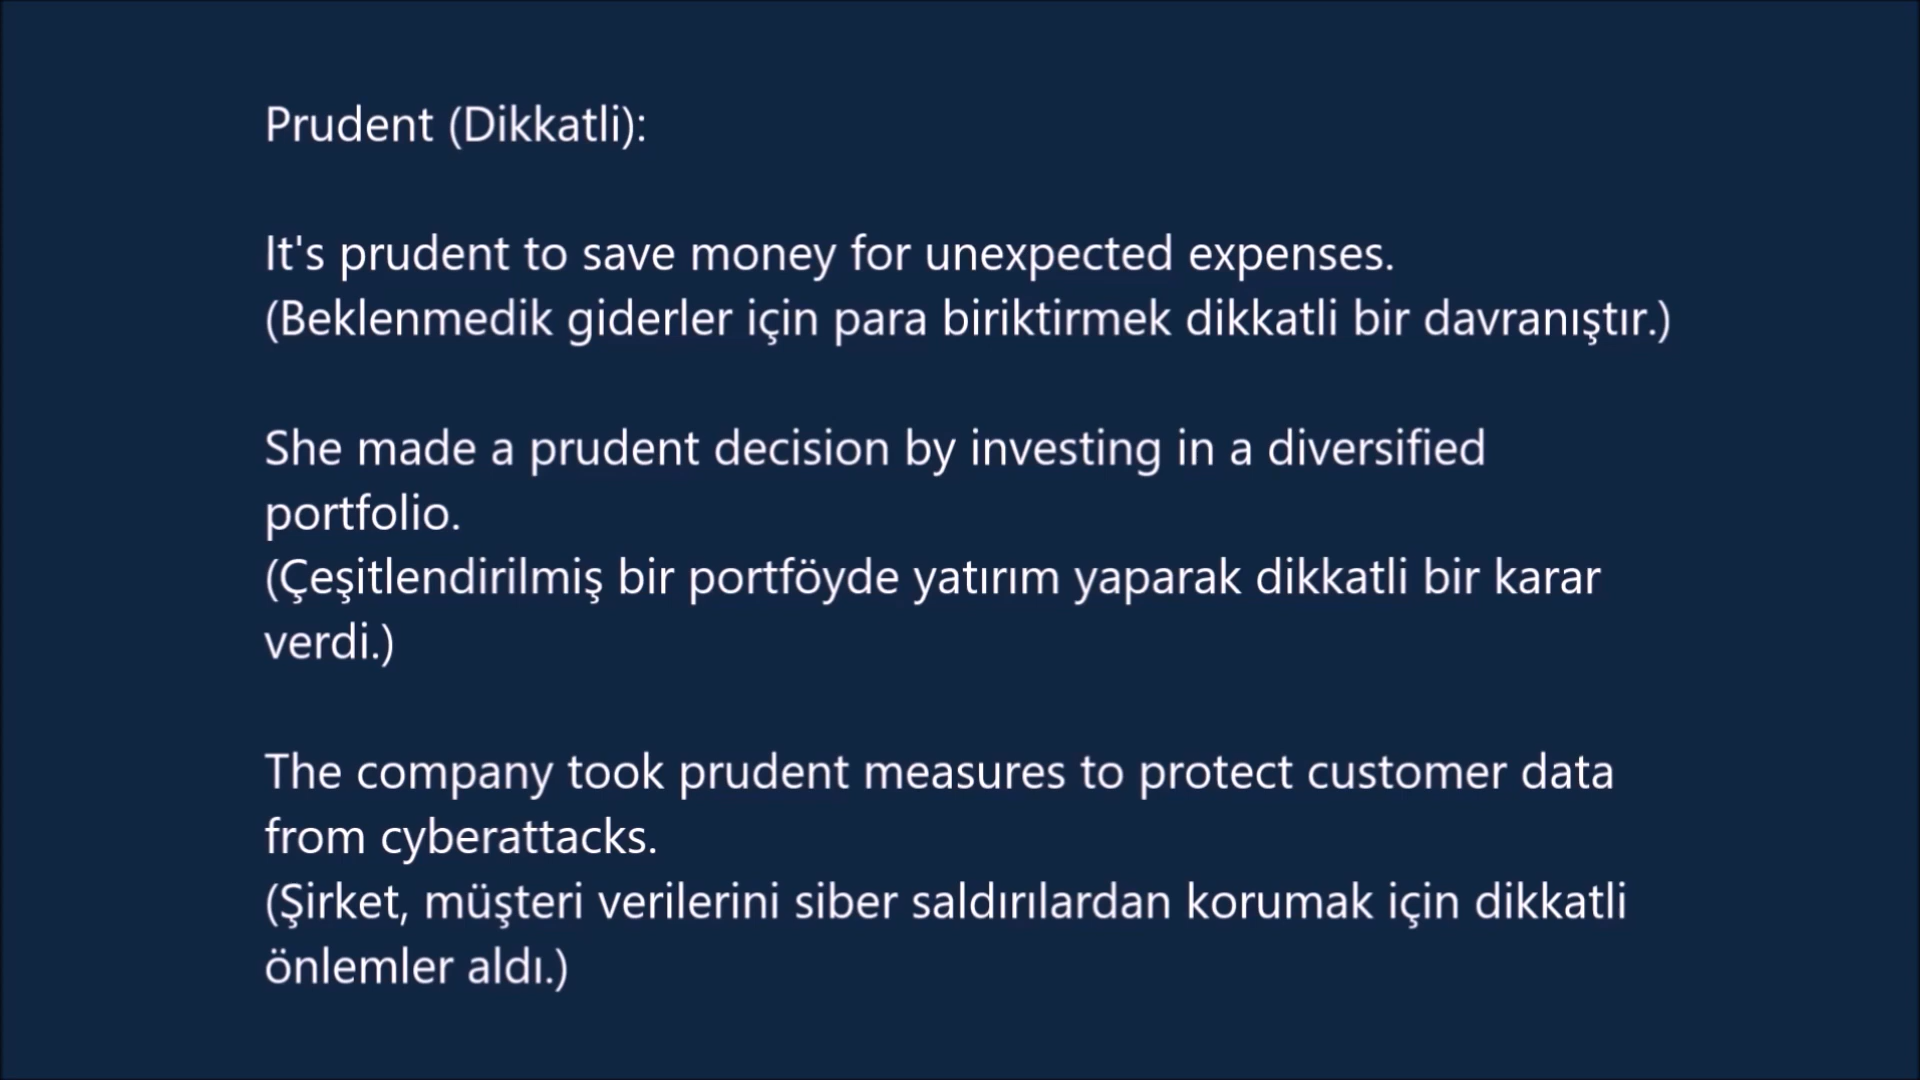 Prudent (Dikkatli):
It's prudent to save money for unexpected expenses.
(Beklenmedik giderler için para biriktirmek dikkatli bir davranıştır.)
She made a prudent decision by investing in a diversified
portfolio.
(Çeşitlendirilmiş bir portföyde yatırım yaparak dikkatli bir karar
verdi.)
The company took prudent measures to protect customer data
from cyberattacks.
(Şirket, müşteri verilerini siber saldırılardan korumak için dikkatli
önlemler aldı.)